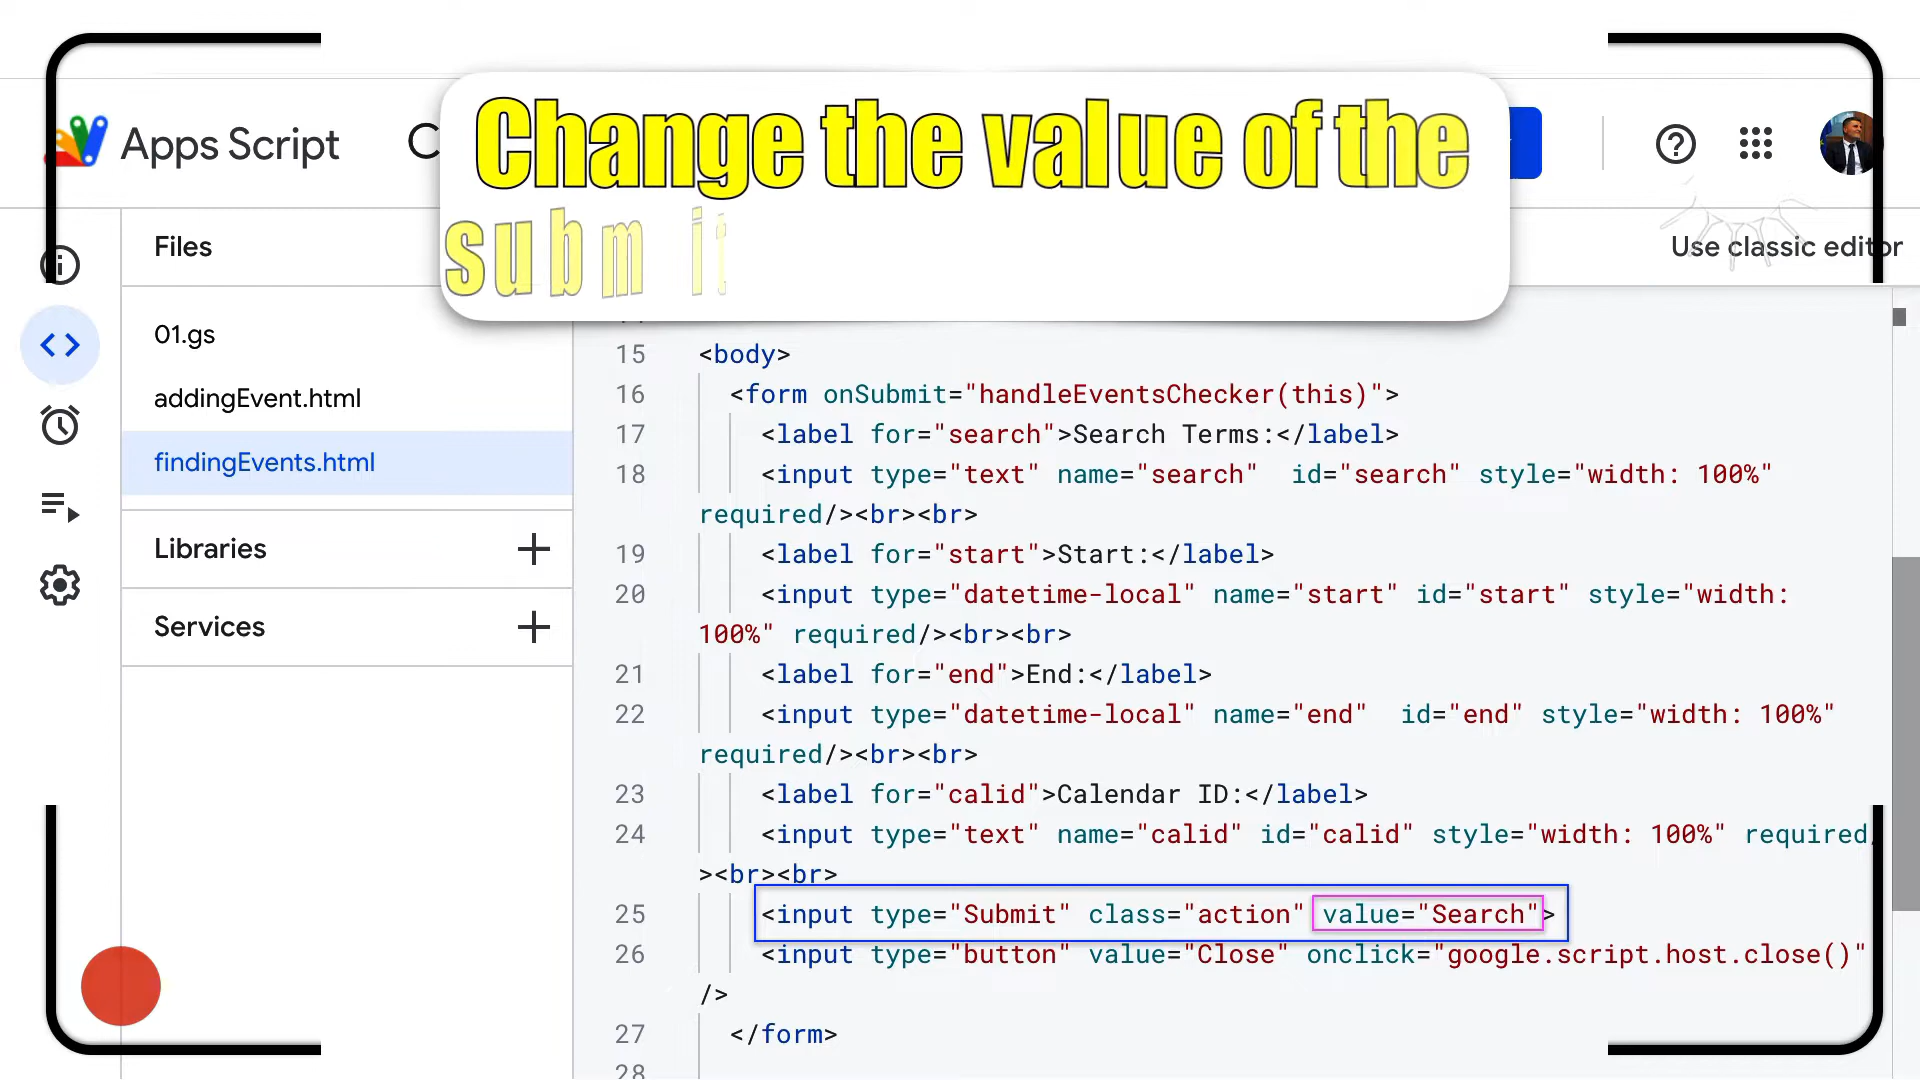 Change the value of the
submit
Apps Script
Use classic editor
Files
01.gs
addingEvent.html
findingEvents.html
Libraries
Services
15 <body>
16 <form onSubmit="handleEventsChecker(this)">
17 <label for="search">Search Terms:</label>
18 <input type="text" name="search"  id="search" style="width: 100%"
required/><br><br>
19 <label for="start">Start:</label>
20 <input type="datetime-local" name="start" id="start" style="width:
100%" required/><br><br>
21 <label for="end">End:</label>
22 <input type="datetime-local" name="end"  id="end" style="width: 100%"
required/><br><br>
23 <label for="calid">Calendar ID:</label>
24 <input type="text" name="calid" id="calid" style="width: 100%" required/
><br><br>
25 <input type="Submit" class="action" value="Search">
26 <input type="button" value="Close" onclick="google.script.host.close()"
/>
27 </form>
28